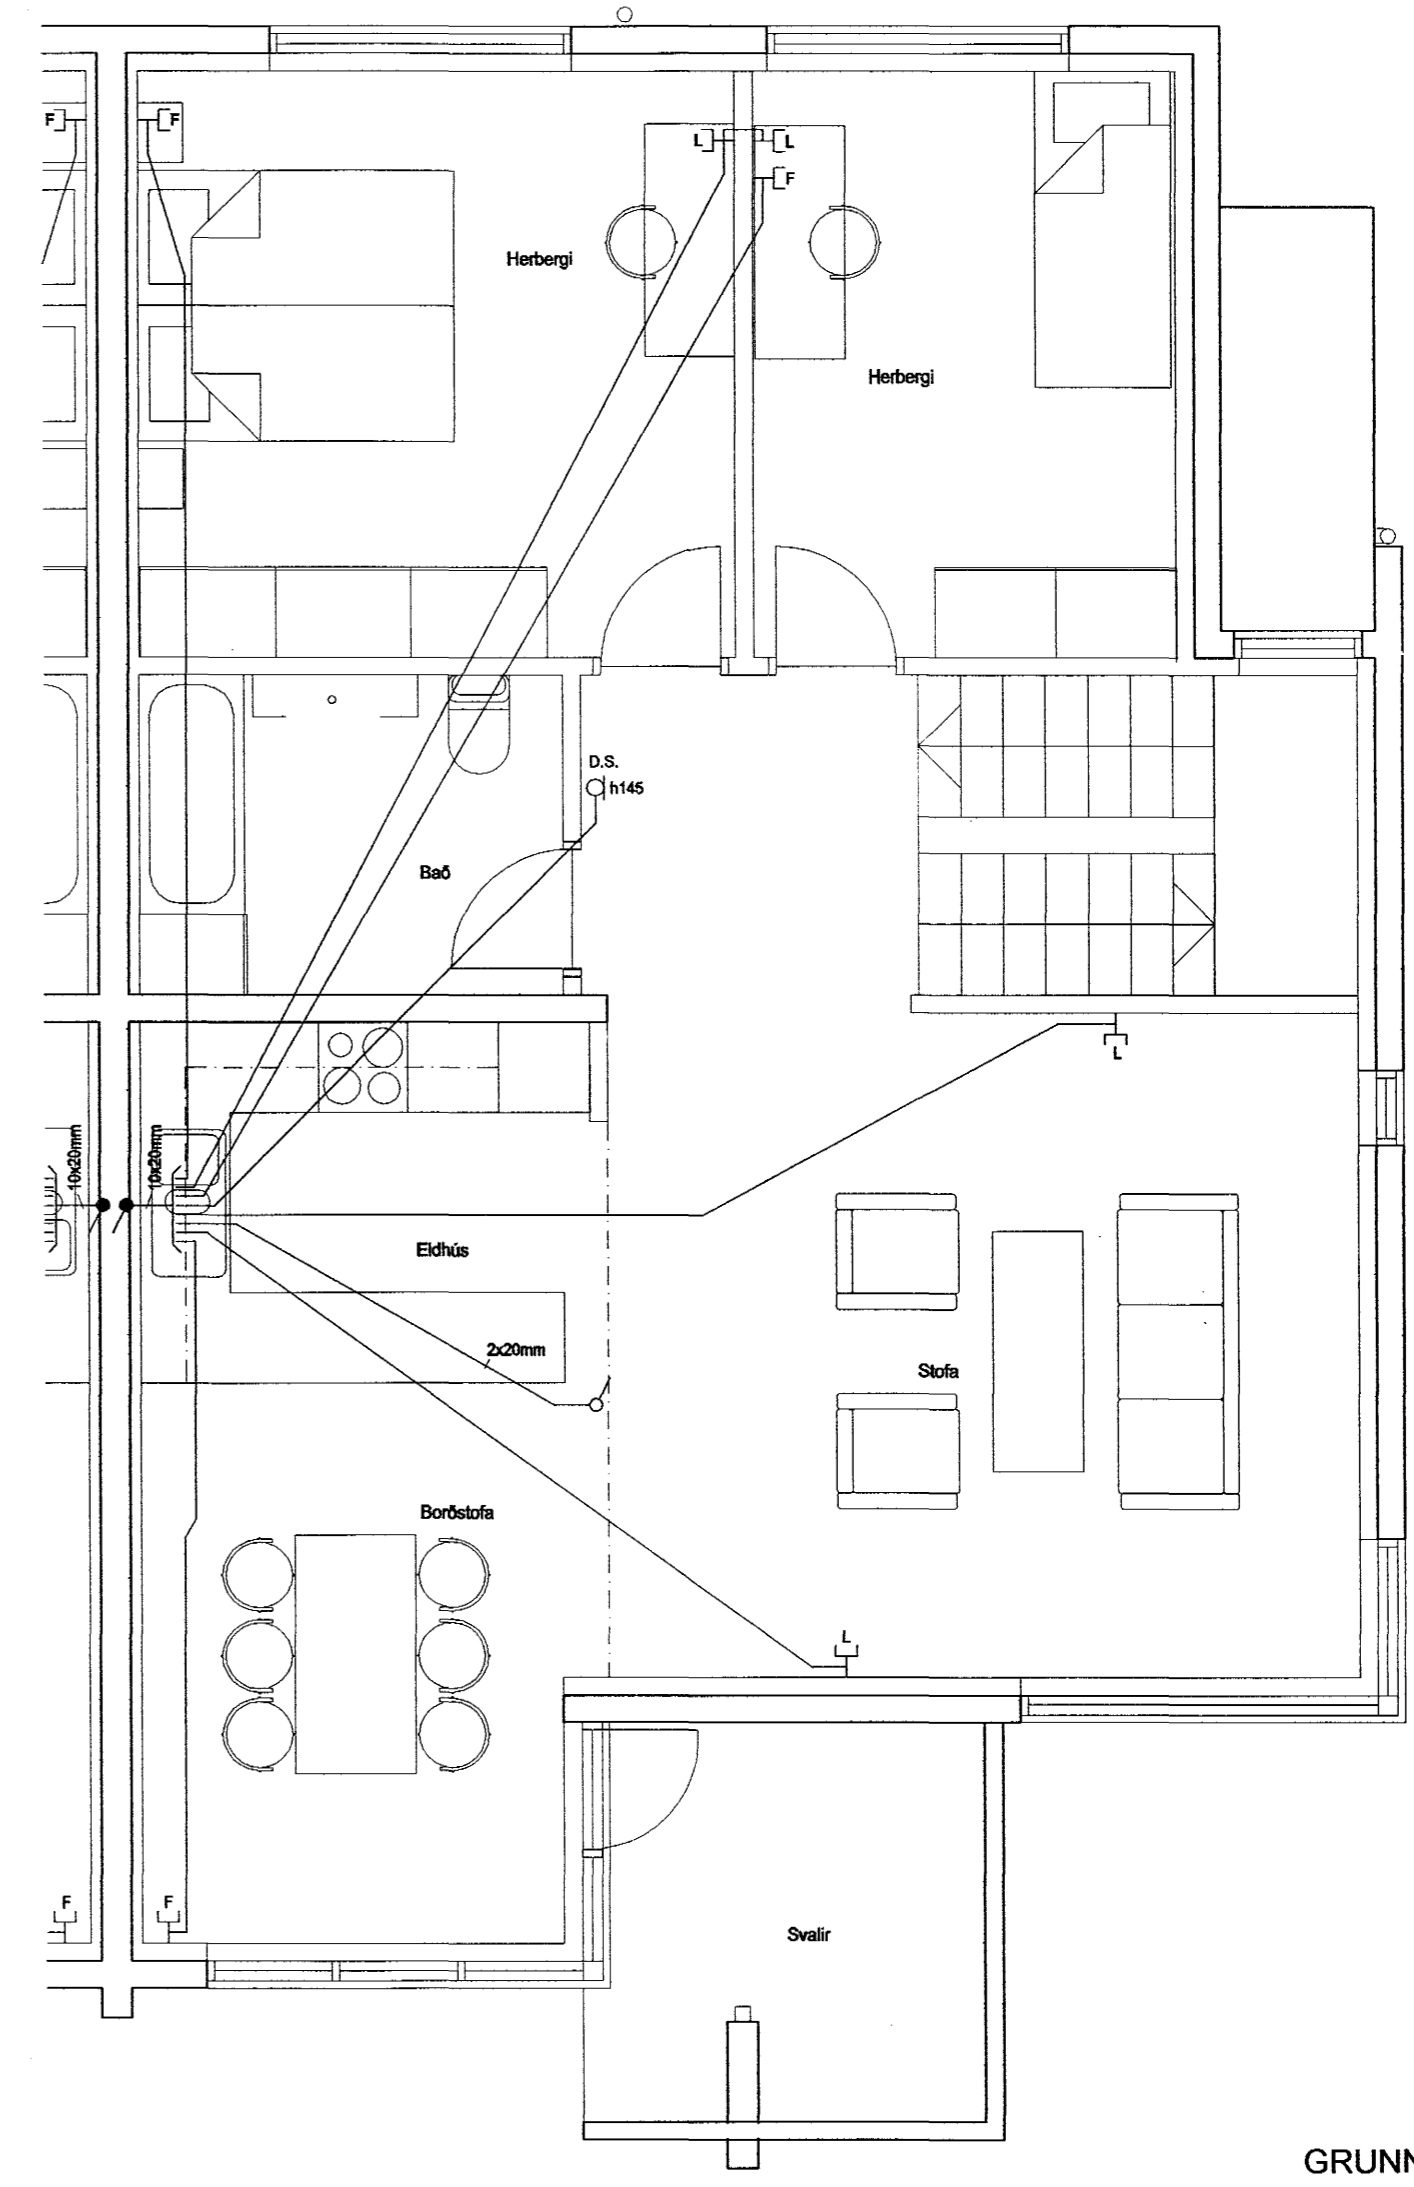 F
F
L
L
F
Herbergi
Herbergi
D.S.
h145
Bað
L
10x20mm
10x20mm
Eldhús
2x20mm
Stofa
Borðstofa
L
F
F
Svalir
GRUNN